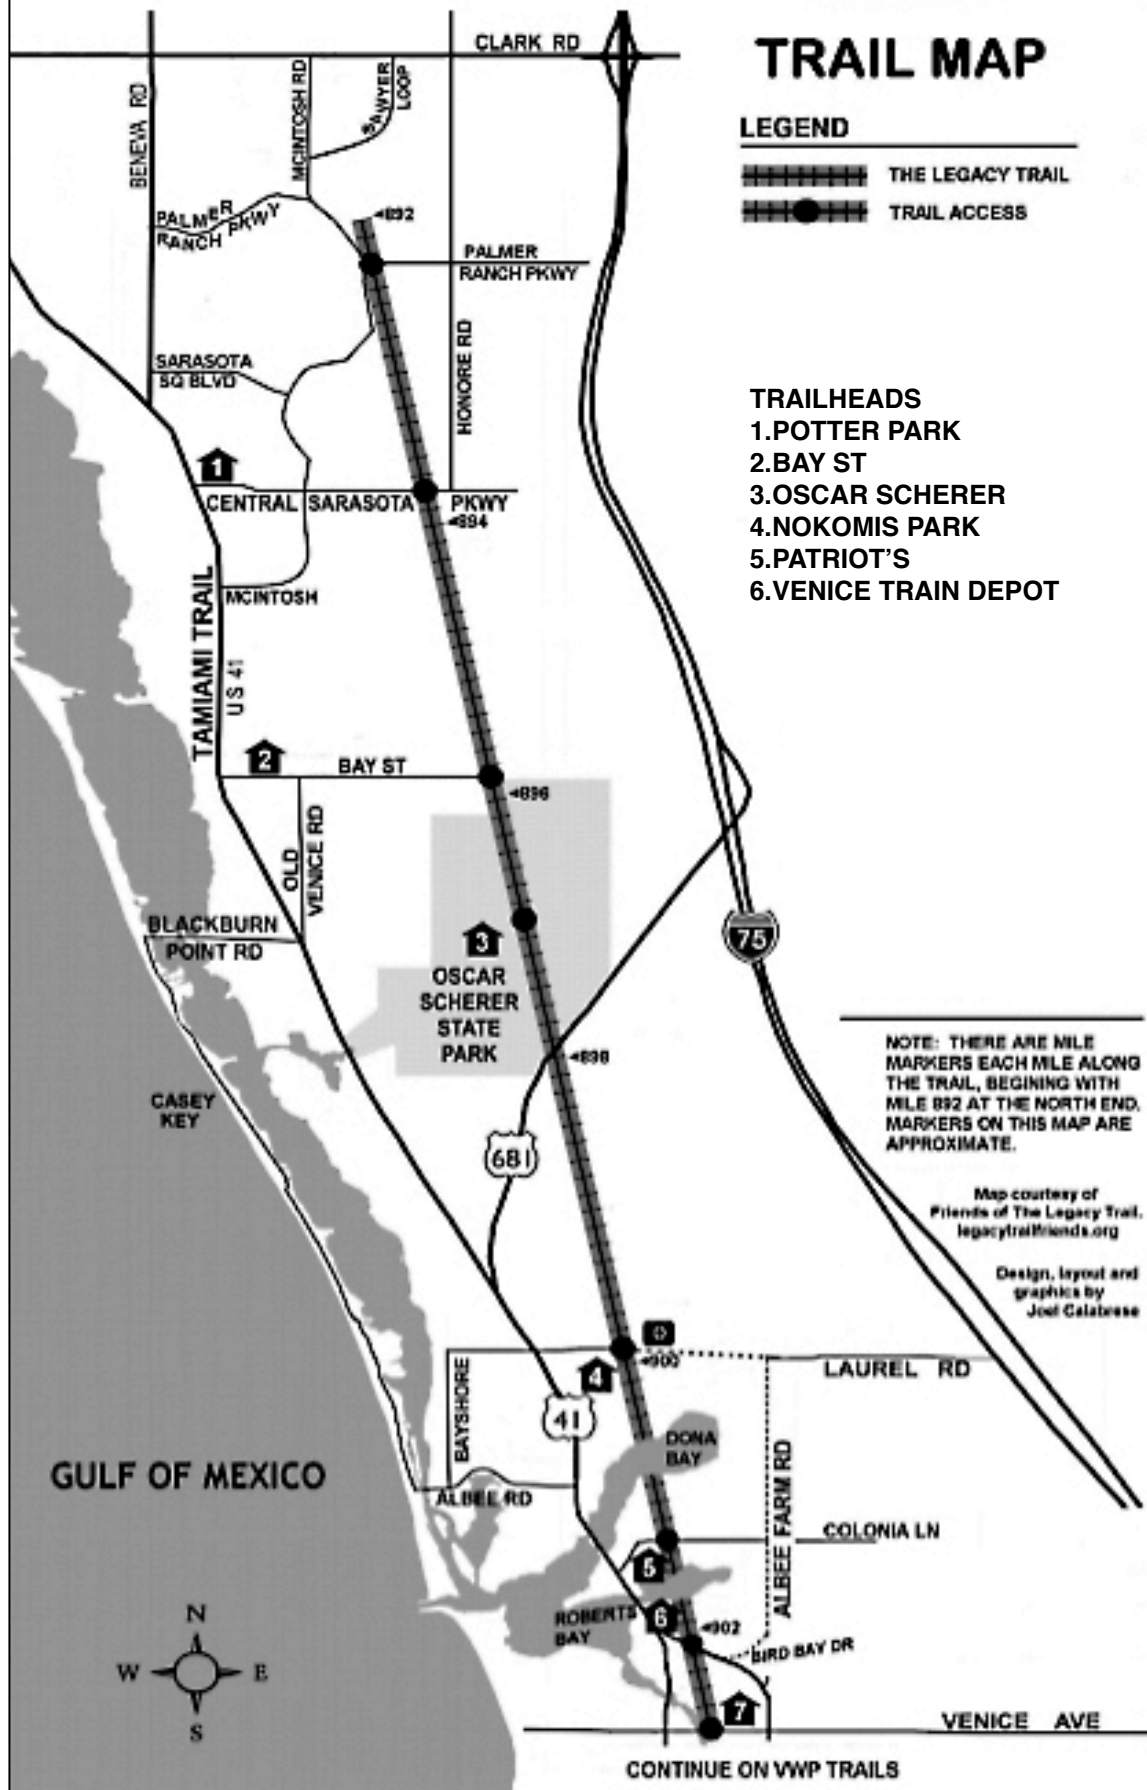 CLARK RD
TRAIL MAP
LEGEND
THE LEGACY TRAIL
TRAIL ACCESS
BENEVA RD
MCINTOSH RD
SAWYER
LOOP
PALMER
RANCH PKWY
◄892
PALMER
RANCH PKWY
HONORE RD
SARASOTA
SQ BLVD
TRAILHEADS
1.POTTER PARK
2.BAY ST
3.OSCAR SCHERER
4.NOKOMIS PARK
5.PATRIOT'S
6.VENICE TRAIN DEPOT
1
CENTRAL SARASOTA PKWY
◄894
MCINTOSH
TAMIAMI TRAIL
US 41
2
BAY ST
◄896
OLD
VENICE RD
BLACKBURN
POINT RD
3
OSCAR
SCHERER
STATE
PARK
75
◄898
CASEY
KEY
681
NOTE: THERE ARE MILE
MARKERS EACH MILE ALONG
THE TRAIL, BEGINING WITH
MILE 892 AT THE NORTH END.
MARKERS ON THIS MAP ARE
APPROXIMATE.
Map courtesy of
Friends of The Legacy Trail.
legacytrailfriends.org
Design, layout and
graphics by
Joel Calabrese
◄900
LAUREL RD
4
BAYSHORE
41
DONA
BAY
GULF OF MEXICO
ALBEE RD
ALBEE FARM RD
COLONIA LN
5
ROBERTS
BAY
6
◄902
BIRD BAY DR
N
W E
S
7
VENICE AVE
CONTINUE ON VWP TRAILS